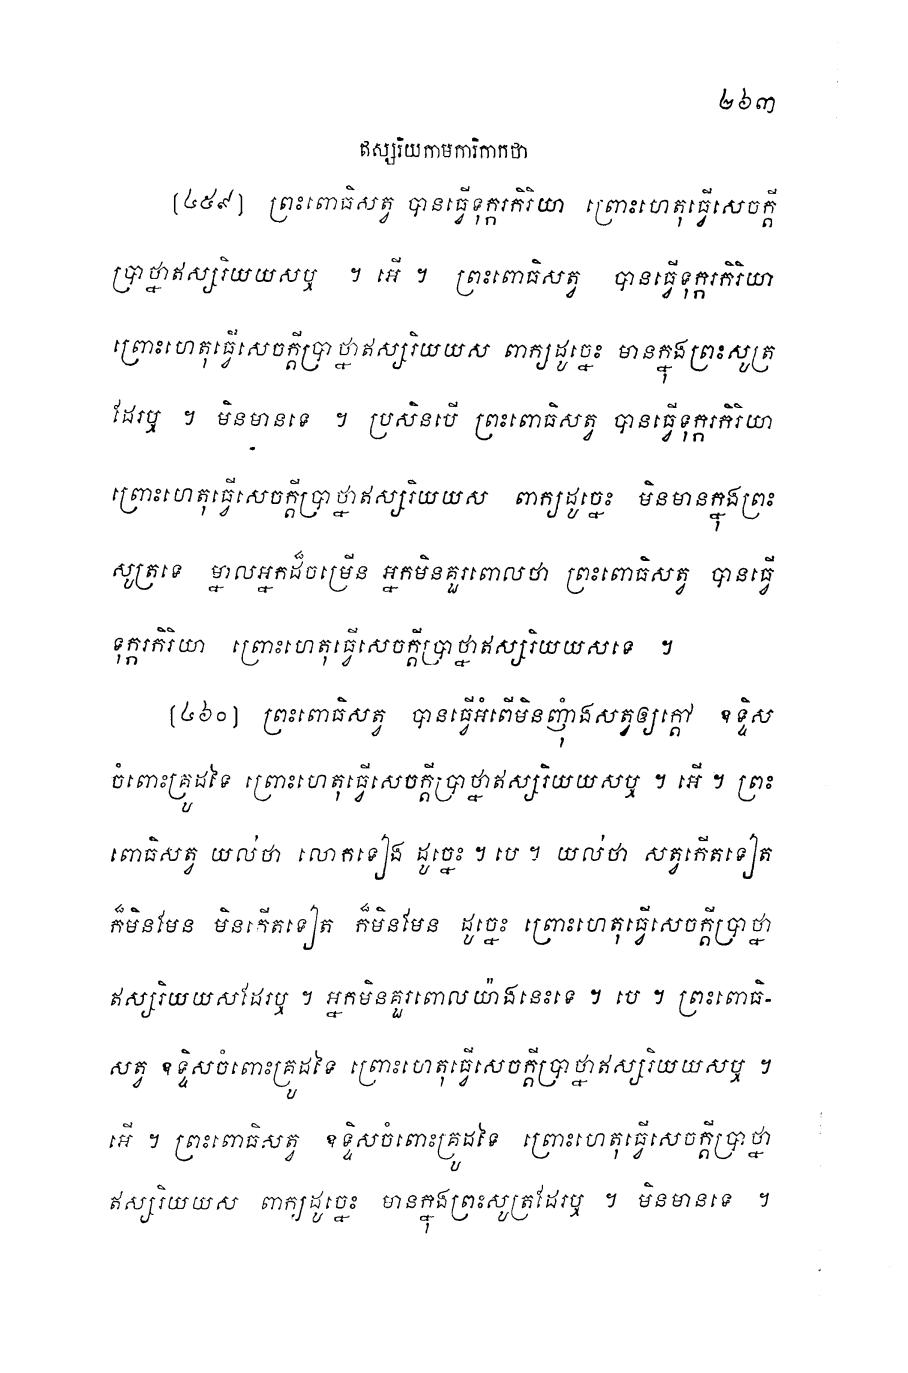 ២៦៣
ឥស្សរិយកាមការិកាកថា
[៤៥៩] ព្រះពោធិសត្វ បានធ្វើទុក្ករកិរិយា ព្រោះហេតុធ្វើសេចក្តី
ប្រាថ្នាឥស្សរិយយសឬ ។ អើ ។ ព្រះពោធិសត្វ បានធ្វើទុក្ករកិរិយា
ព្រោះហេតុធ្វើសេចក្តីប្រាថ្នាឥស្សរិយយស ពាក្យដូច្នេះ មានក្នុងព្រះសូត្រ
ដែរឬ ។ មិនមានទេ ។ ប្រសិនបើ ព្រះពោធិសត្វ បានធ្វើទុក្ករកិរិយា
ព្រោះហេតុធ្វើសេចក្តីប្រាថ្នាឥស្សរិយយស ពាក្យដូច្នេះ មិនមានក្នុងព្រះ
សូត្រទេ ម្នាលអ្នកដ៏ចម្រើន អ្នកមិនគួរពោលថា ព្រះពោធិសត្វ បានធ្វើ
ទុក្ករកិរិយា ព្រោះហេតុធ្វើសេចក្តីប្រាថ្នាឥស្សរិយយសទេ ។
[៤៦០] ព្រះពោធិសត្វ បានធ្វើអំពើមិនញុំាងសត្វឲ្យក្តៅ ឧទ្ទិស
ចំពោះគ្រូដទៃ ព្រោះហេតុធ្វើសេចក្តីប្រាថ្នាឥស្សរិយយសឬ ។ អើ ។ ព្រះ
ពោធិសត្វ យល់ថា លោកទៀង ដូច្នេះ ។ បេ ។ យល់ថា សត្វកើតទៀត
ក៏មិនមែន មិនកើតទៀត ក៏មិនមែន ដូច្នេះ ព្រោះហេតុធ្វើសេចក្តីប្រាថ្នា
ឥស្សរិយយសដែរឬ ។ អ្នកមិនគួរពោលយ៉ាងនេះទេ ។ បេ ។ ព្រះពោធិ-
សត្វ ឧទ្ទិសចំពោះគ្រូដទៃ ព្រោះហេតុធ្វើសេចក្តីប្រាថ្នាឥស្សរិយយសឬ ។
អើ ។ ព្រះពោធិសត្វ ឧទ្ទិសចំពោះគ្រូដទៃ ព្រោះហេតុធ្វើសេចក្តីប្រាថ្នា
ឥស្សរិយយស ពាក្យដូច្នេះ មានក្នុងព្រះសូត្រដែរឬ ។ មិនមានទេ ។